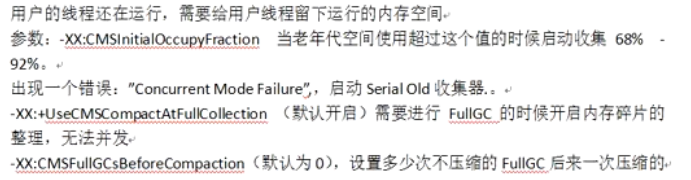 用户的线程还在运行，需要给用户线程留下运行的内存空间
参数：-XX:CMSInitialOccupyFraction 当老年代空间使用超过这个值的时候启动收集 68% -
92%。
出现一个错误："Concurrent Mode Failure"，启动 Serial Old 收集器.。
-XX:+UseCMSCompactAtFullCollection （默认开启）需要进行 FullGC 的时候开启内存碎片的
整理，无法并发
-XX:CMSFullGCsBeforeCompaction（默认为 0），设置多少次不压缩的 FullGC 后来一次压缩的